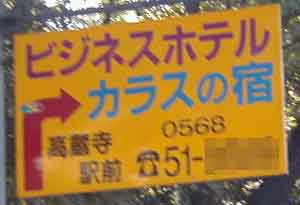 ビジネスホテル
カラスの宿
高蔵寺
駅前
0568
☎51-